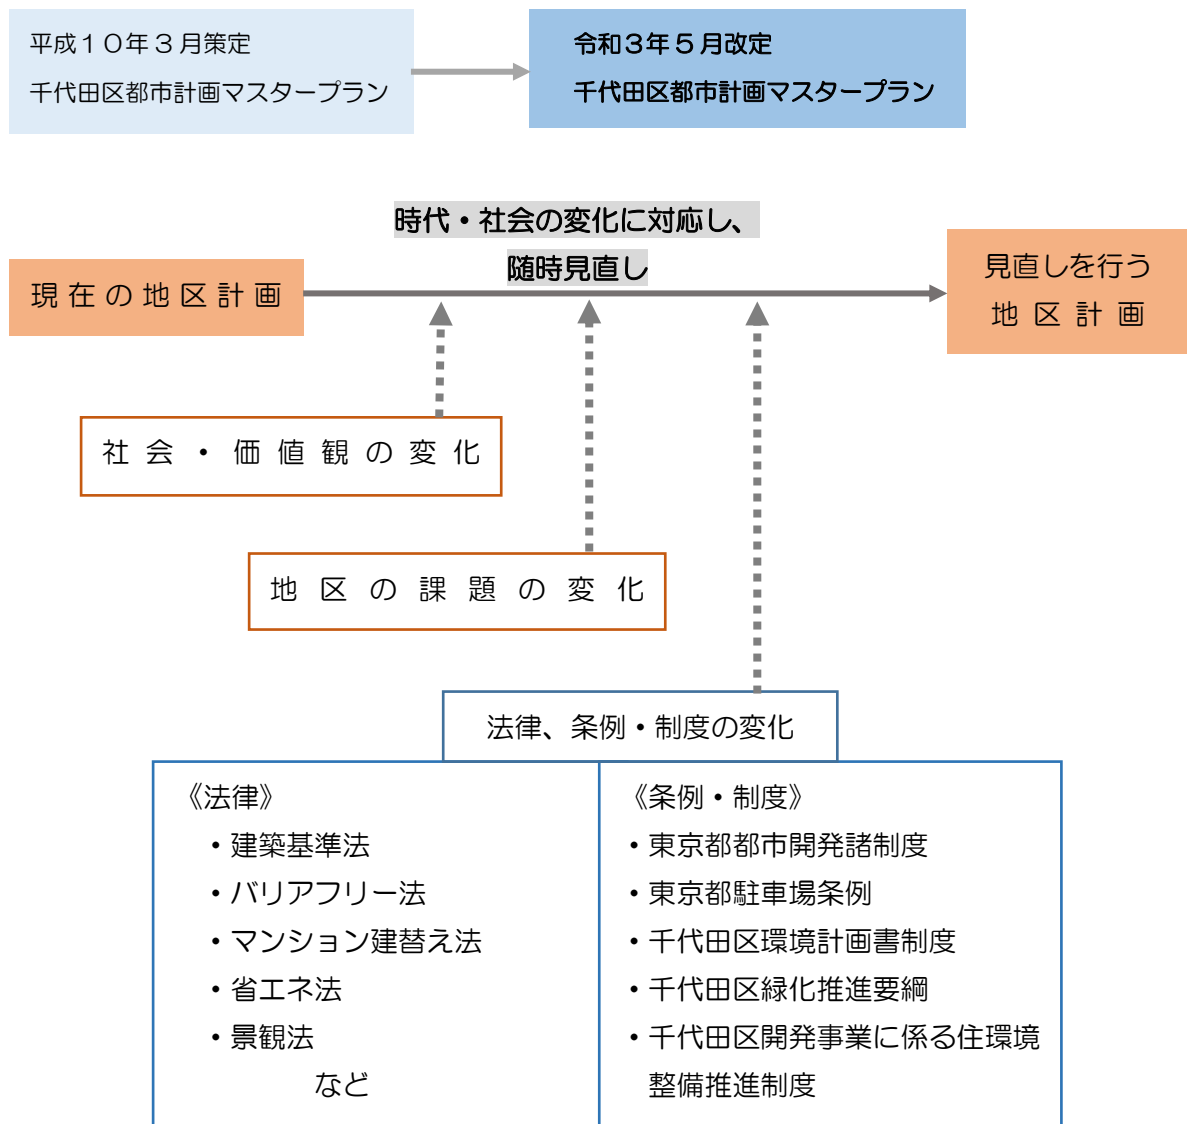 平成１０年３月策定
千代田区都市計画マスタープラン
令和３年５月改定
千代田区都市計画マスタープラン
時代・社会の変化に対応し、
随時見直し
現在の地区計画
見直しを行う
地区計画
社会・価値観の変化
地区の課題の変化
法律、条例・制度の変化
《法律》
・建築基準法
・バリアフリー法
・マンション建替え法
・省エネ法
・景観法
など
《条例・制度》
・東京都都市開発諸制度
・東京都駐車場条例
・千代田区環境計画書制度
・千代田区緑化推進要綱
・千代田区開発事業に係る住環境
整備推進制度